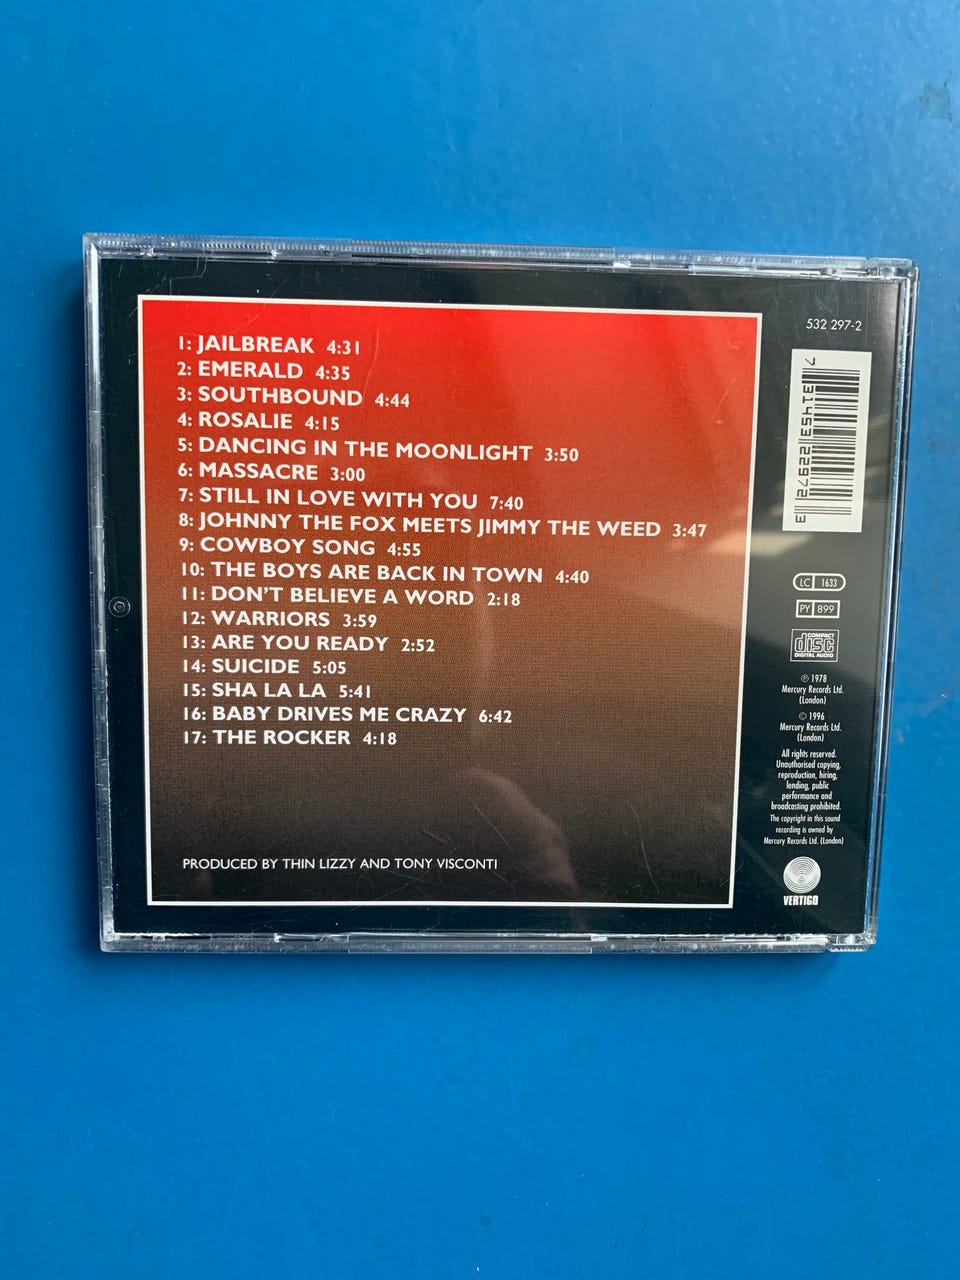 1: JAILBREAK 4:31
2: EMERALD 4:35
3: SOUTHBOUND 4:44
4: ROSALIE 4:15
5: DANCING IN THE MOONLIGHT 3:50
6: MASSACRE 3:00
7: STILL IN LOVE WITH YOU 7:40
8: JOHNNY THE FOX MEETS JIMMY THE WEED 3:47
9: COWBOY SONG 4:55
10: THE BOYS ARE BACK IN TOWN 4:40
11: DON'T BELIEVE A WORD 2:18
12: WARRIORS 3:59
13: ARE YOU READY 2:52
14: SUICIDE 5:05
15: SHA LA LA 5:41
16: BABY DRIVES ME CRAZY 6:42
17: THE ROCKER 4:18
PRODUCED BY THIN LIZZY AND TONY VISCONTI
532 297-2
7 31453 22972 3
LC 1633
PY 899
COMPACT
disc
DIGITAL AUDIO
℗ 1978
Mercury Records Ltd.
(London)
© 1996
Mercury Records Ltd.
(London)
All rights reserved.
Unauthorised copying,
reproduction, hiring,
lending, public
performance and
broadcasting prohibited.
The copyright in this sound
recording is owned by
Mercury Records Ltd. (London)
VERTIGO